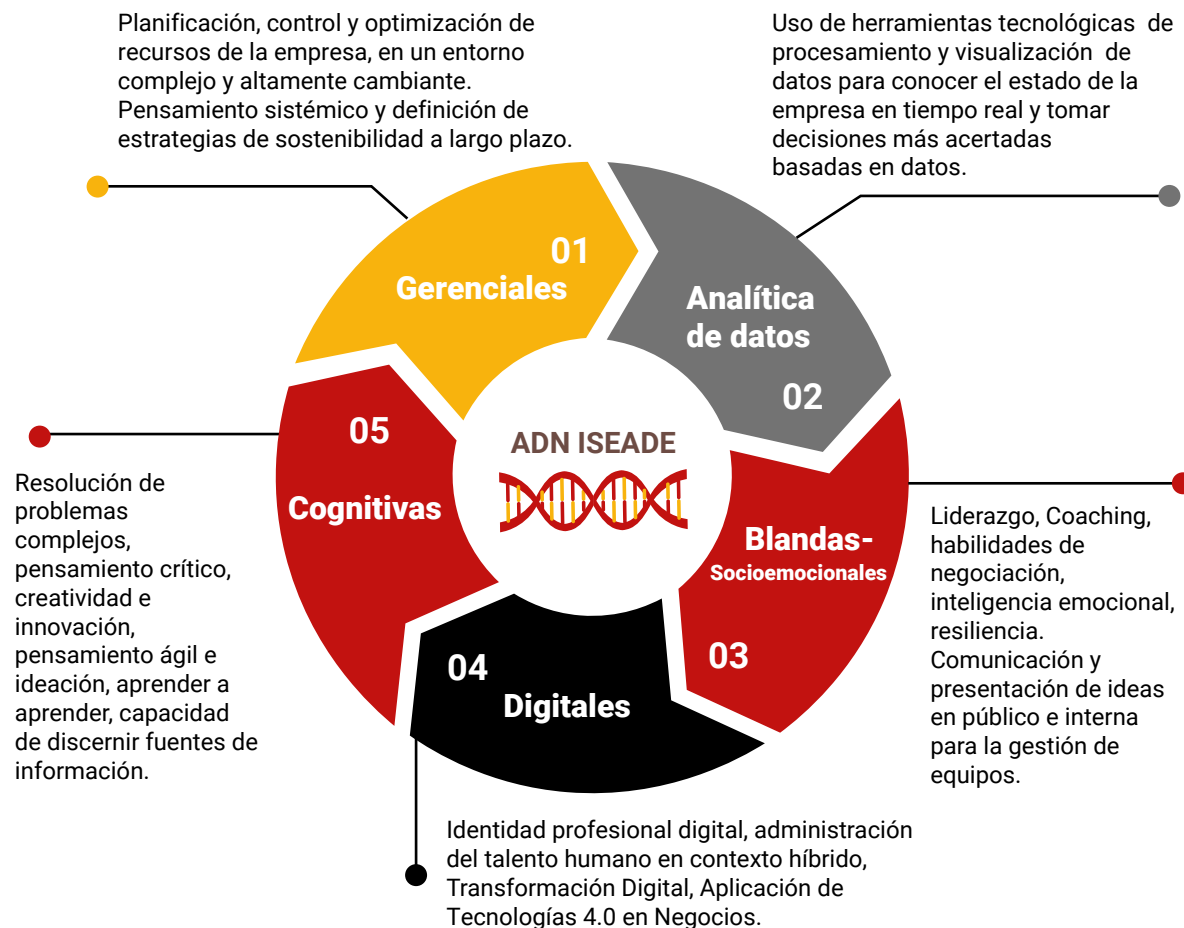 Planificación, control y optimización de
recursos de la empresa, en un entorno
complejo y altamente cambiante.
Pensamiento sistémico y definición de
estrategias de sostenibilidad a largo plazo.
Uso de herramientas tecnológicas de
procesamiento y visualización de
datos para conocer el estado de la
empresa en tiempo real y tomar
decisiones más acertadas
basadas en datos.
01
Gerenciales
Analítica
de datos
02
05
Cognitivas
ADN ISEADE
Blandas-
Socioemocionales
03
04
Digitales
Resolución de
problemas
complejos,
pensamiento crítico,
creatividad e
innovación,
pensamiento ágil e
ideación, aprender a
aprender, capacidad
de discernir fuentes de
información.
Liderazgo, Coaching,
habilidades de
negociación,
inteligencia emocional,
resiliencia.
Comunicación y
presentación de ideas
en público e interna
para la gestión de
equipos.
Identidad profesional digital, administración
del talento humano en contexto híbrido,
Transformación Digital, Aplicación de
Tecnologías 4.0 en Negocios.